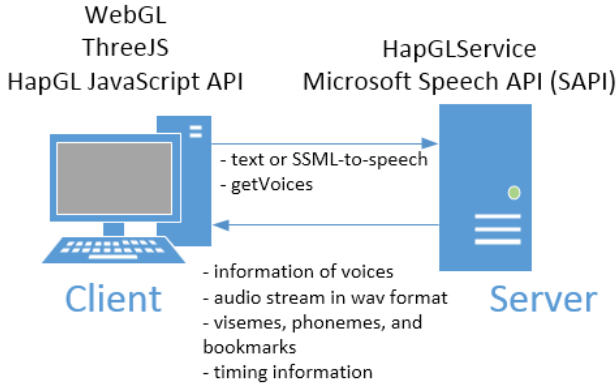 WebGL
ThreeJS
HapGL JavaScript API
HapGLService
Microsoft Speech API (SAPI)
- text or SSML-to-speech
- getVoices
- information of voices
- audio stream in wav format
- visemes, phonemes, and
bookmarks
- timing information
Client
Server